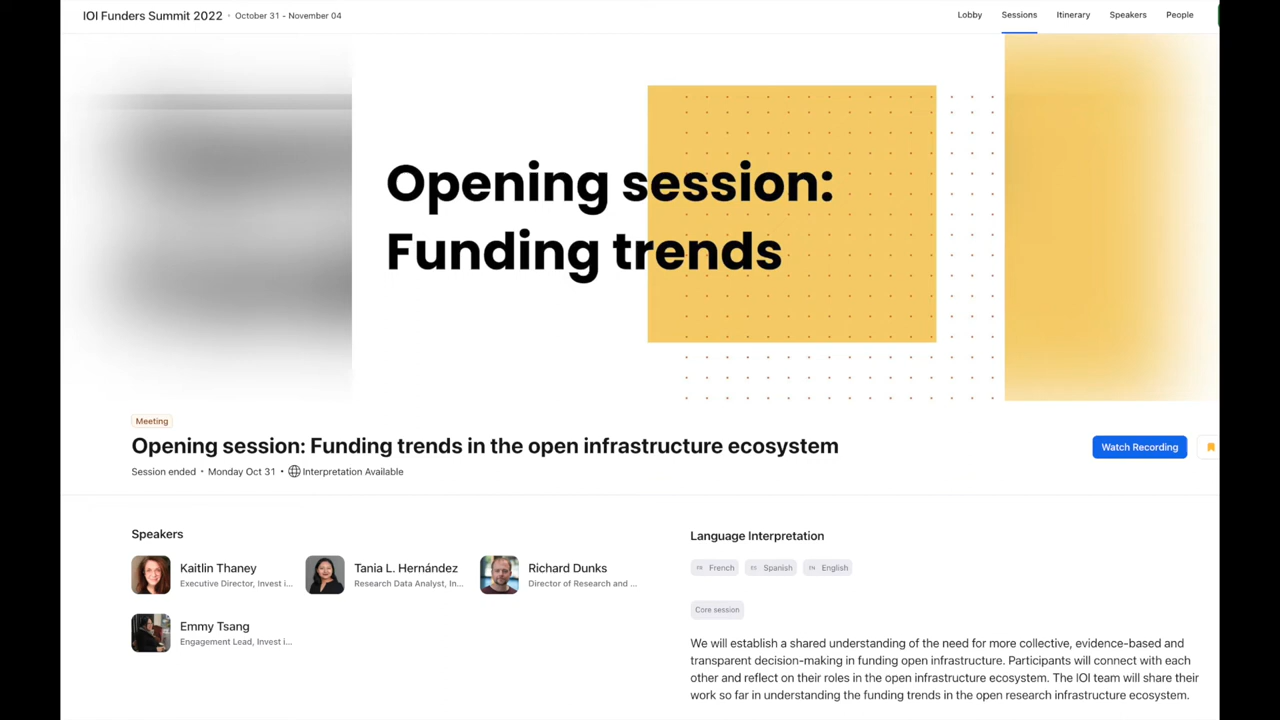 IOI Funders Summit 2022 · October 31 - November 04
Lobby Sessions Itinerary Speakers People
Opening session:
Funding trends
Meeting
Opening session: Funding trends in the open infrastructure ecosystem
Watch Recording
Session ended · Monday Oct 31 · Interpretation Available
Speakers
Kaitlin Thaney
Executive Director, Invest i...
Tania L. Hernández
Research Data Analyst, In...
Richard Dunks
Director of Research and ...
Emmy Tsang
Engagement Lead, Invest i...
Language Interpretation
FR French ES Spanish EN English
Core session
We will establish a shared understanding of the need for more collective, evidence-based and
transparent decision-making in funding open infrastructure. Participants will connect with each
other and reflect on their roles in the open infrastructure ecosystem. The IOI team will share their
work so far in understanding the funding trends in the open research infrastructure ecosystem.